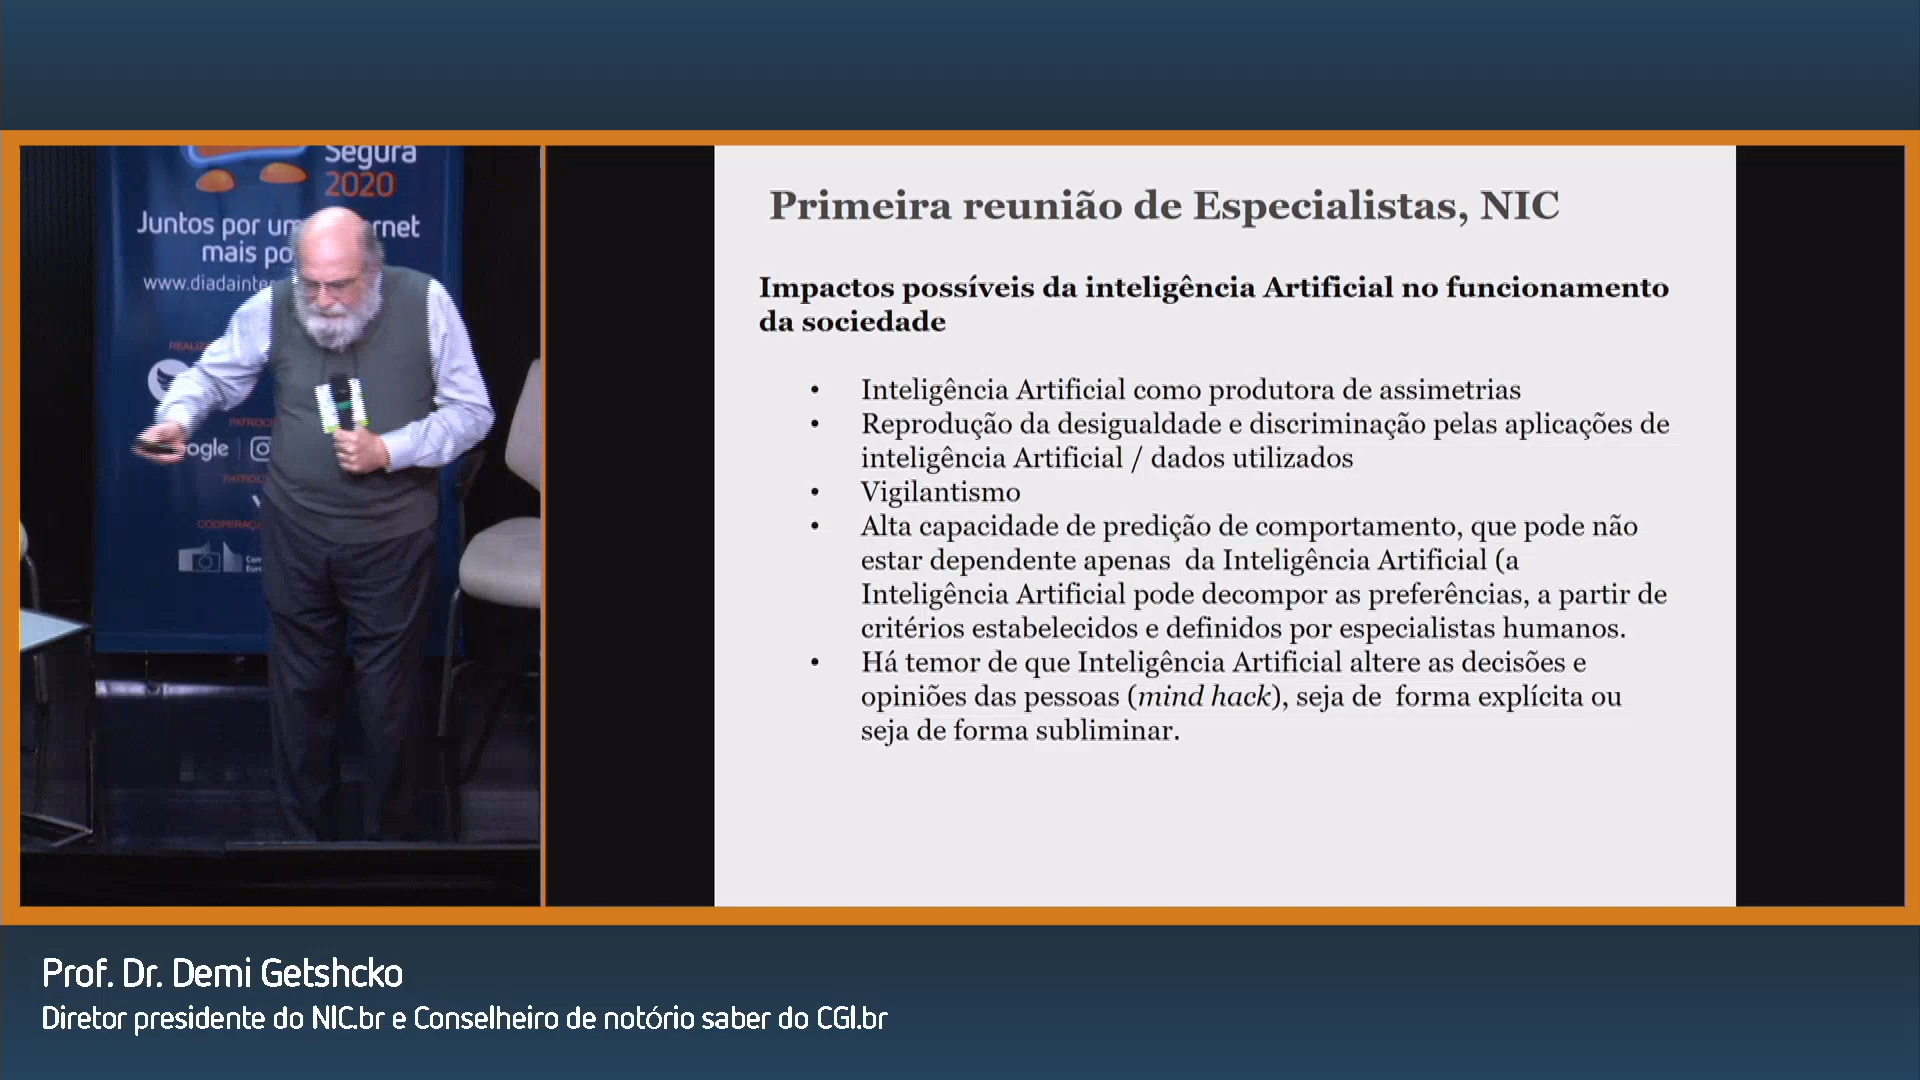 Segura
2020
Juntos por um
rnet
mais po
www.diadainte
ogle
COOPERAÇ
Primeira reunião de Especialistas, NIC
Impactos possíveis da inteligência Artificial no funcionamento
da sociedade
• Inteligência Artificial como produtora de assimetrias
• Reprodução da desigualdade e discriminação pelas aplicações de
inteligência Artificial / dados utilizados
• Vigilantismo
• Alta capacidade de predição de comportamento, que pode não
estar dependente apenas da Inteligência Artificial (a
Inteligência Artificial pode decompor as preferências, a partir de
critérios estabelecidos e definidos por especialistas humanos.
• Há temor de que Inteligência Artificial altere as decisões e
opiniões das pessoas (mind hack), seja de forma explícita ou
seja de forma subliminar.
Prof. Dr. Demi Getshcko
Diretor presidente do NIC.br e Conselheiro de notório saber do CGI.br